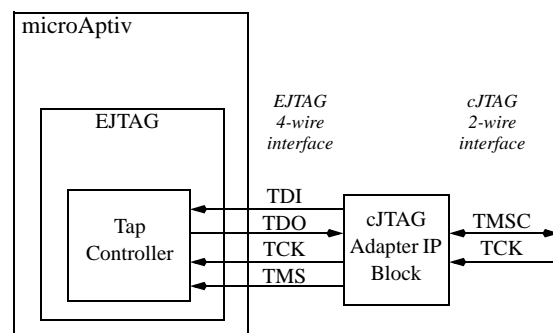 microAptiv
EJTAG
EJTAG
4-wire
interface
cJTAG
2-wire
interface
Tap
Controller
TDI
TDO
TCK
TMS
cJTAG
Adapter IP
Block
TMSC
TCK